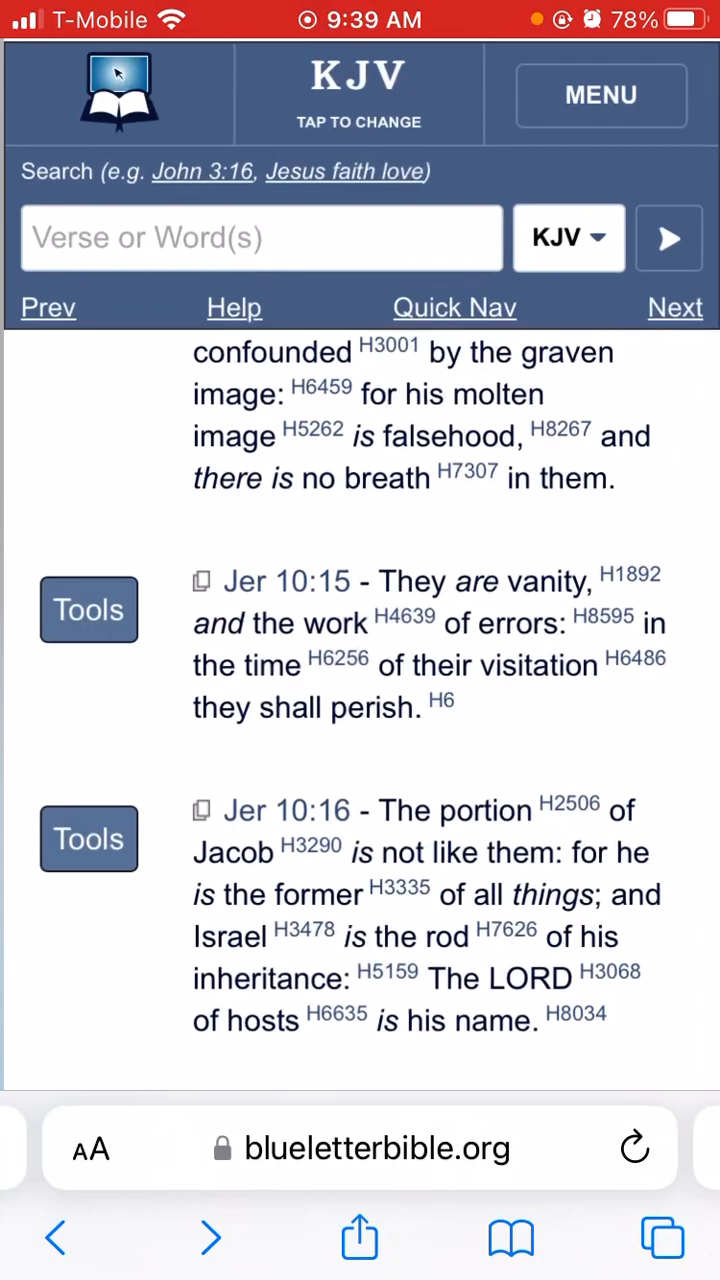 T-Mobile 9:39 AM 78%
KJV
TAP TO CHANGE
MENU
Search (e.g. John 3:16, Jesus faith love)
Verse or Word(s) KJV
Prev Help Quick Nav Next
confounded H3001 by the graven
image: H6459 for his molten
image H5262 is falsehood, H8267 and
there is no breath H7307 in them.
Tools
Jer 10:15 - They are vanity, H1892
and the work H4639 of errors: H8595 in
the time H6256 of their visitation H6486
they shall perish. H6
Tools
Jer 10:16 - The portion H2506 of
Jacob H3290 is not like them: for he
is the former H3335 of all things; and
Israel H3478 is the rod H7626 of his
inheritance: H5159 The LORD H3068
of hosts H6635 is his name. H8034
AA blueletterbible.org